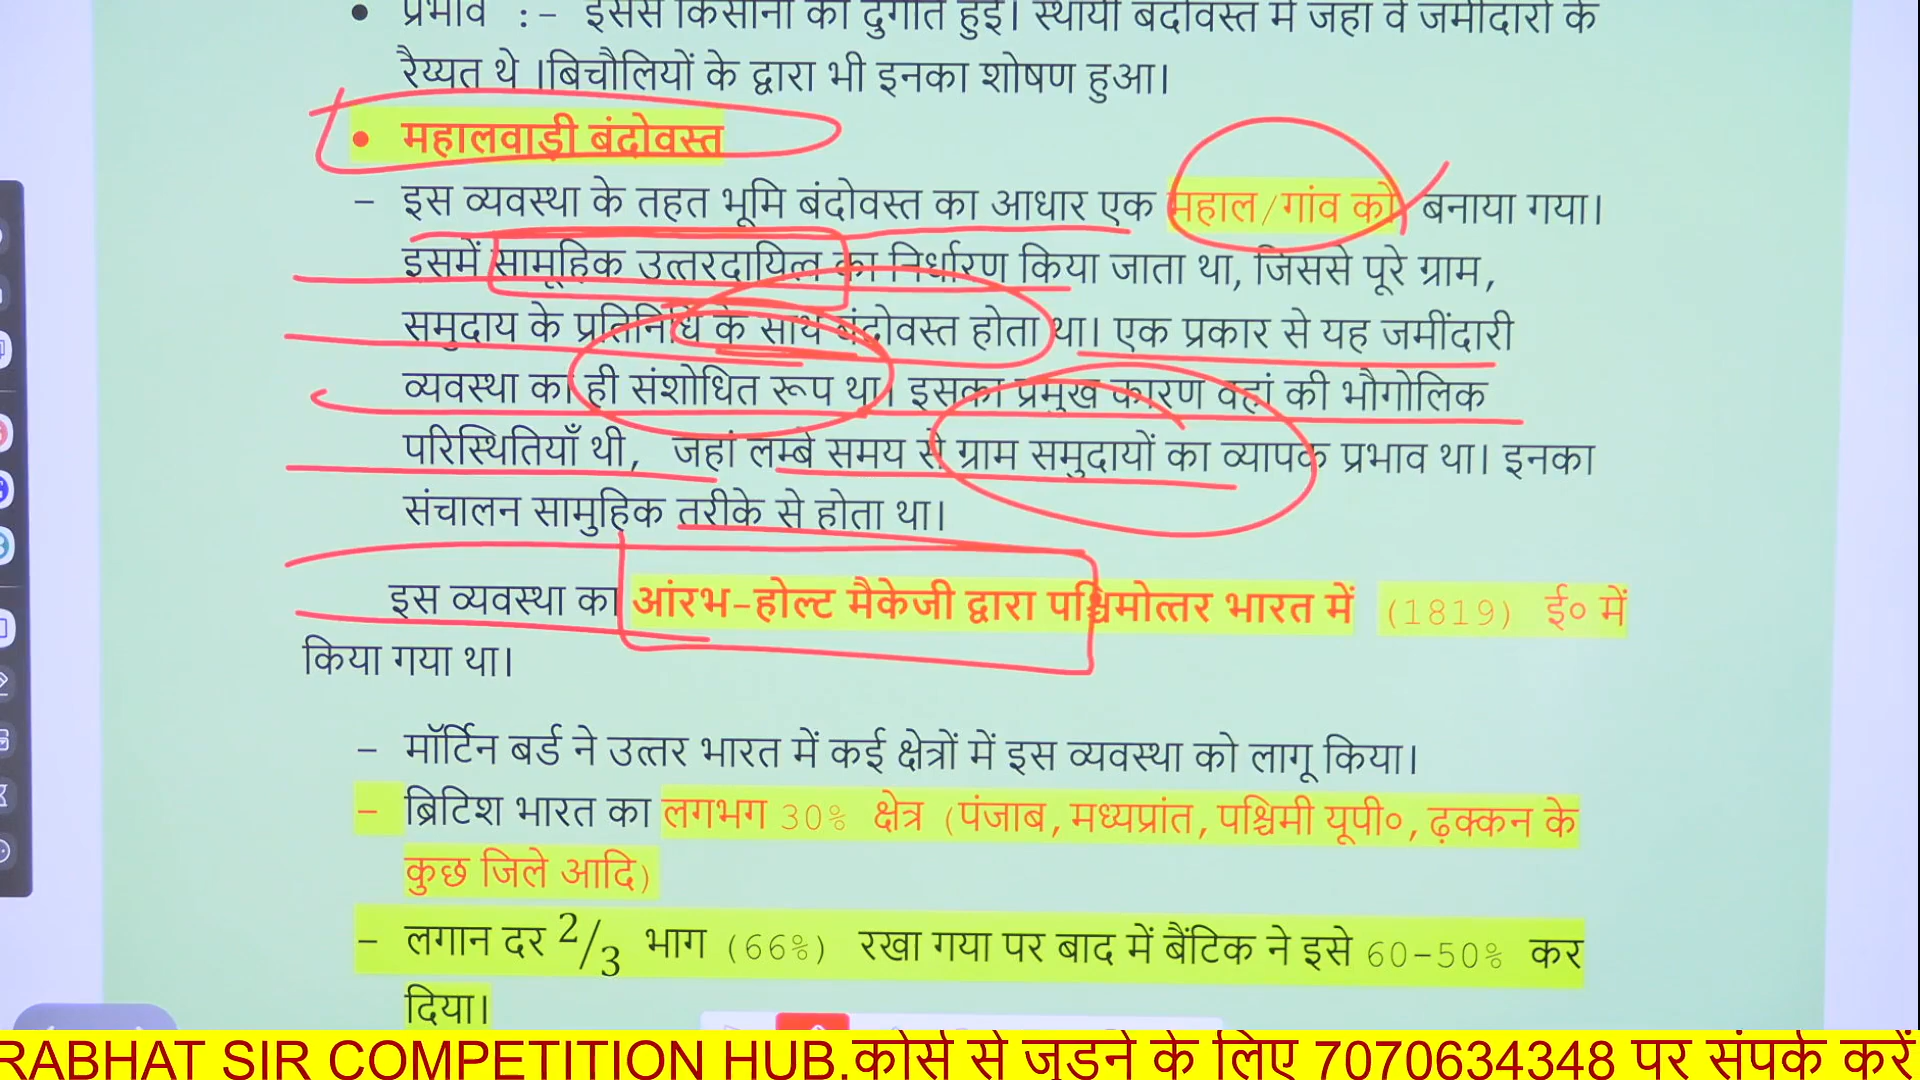 • प्रभाव :- इससे किसानों की दुर्गति हुई। स्थायी बंदोवस्त में जहां वे जमींदारों के
रैय्यत थे ।बिचौलियों के द्वारा भी इनका शोषण हुआ।
• महालवाड़ी बंदोवस्त
– इस व्यवस्था के तहत भूमि बंदोवस्त का आधार एक महाल/गांव को बनाया गया।
इसमें सामूहिक उत्तरदायित्व का निर्धारण किया जाता था, जिससे पूरे ग्राम,
समुदाय के प्रतिनिधि के साथ बंदोवस्त होता था। एक प्रकार से यह जमींदारी
व्यवस्था का ही संशोधित रूप था। इसका प्रमुख कारण वहां की भौगोलिक
परिस्थितियाँ थी, जहां लम्बे समय से ग्राम समुदायों का व्यापक प्रभाव था। इनका
संचालन सामुहिक तरीके से होता था।
इस व्यवस्था का आंरभ-होल्ट मैकेजी द्वारा पश्चिमोत्तर भारत में (1819) ई० में
किया गया था।
– मॉर्टिन बर्ड ने उत्तर भारत में कई क्षेत्रों में इस व्यवस्था को लागू किया।
– ब्रिटिश भारत का लगभग 30% क्षेत्र (पंजाब, मध्यप्रांत, पश्चिमी यूपी०, ढ़क्कन के
कुछ जिले आदि)
– लगान दर 2/3 भाग (66%) रखा गया पर बाद में बैंटिक ने इसे 60-50% कर
दिया।
RABHAT SIR COMPETITION HUB.कोर्स से जुडने के लिए 7070634348 पर संपर्क करें